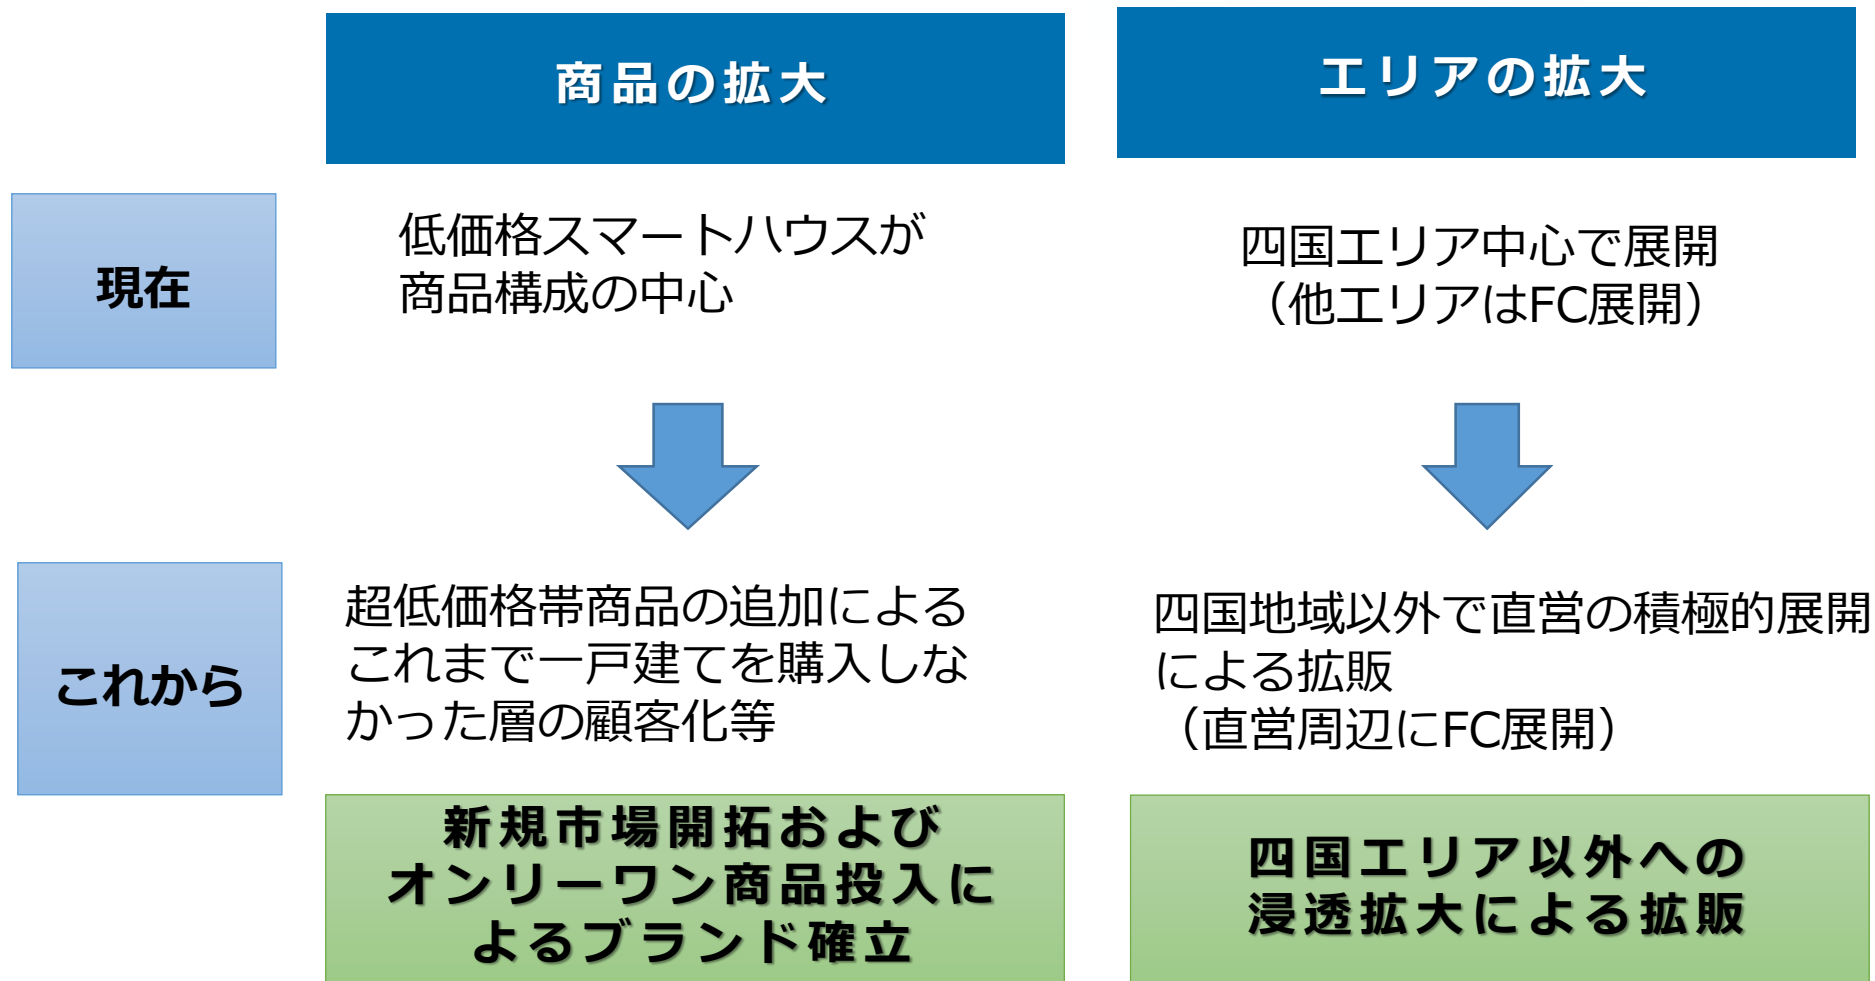 商品の拡大
エリアの拡大
現在
低価格スマートハウスが
商品構成の中心
四国エリア中心で展開
（他エリアはFC展開）
これから
超低価格帯商品の追加による
これまで一戸建てを購入しな
かった層の顧客化等
四国地域以外で直営の積極的展開
による拡販
（直営周辺にFC展開）
新規市場開拓および
オンリーワン商品投入に
よるブランド確立
四国エリア以外への
浸透拡大による拡販